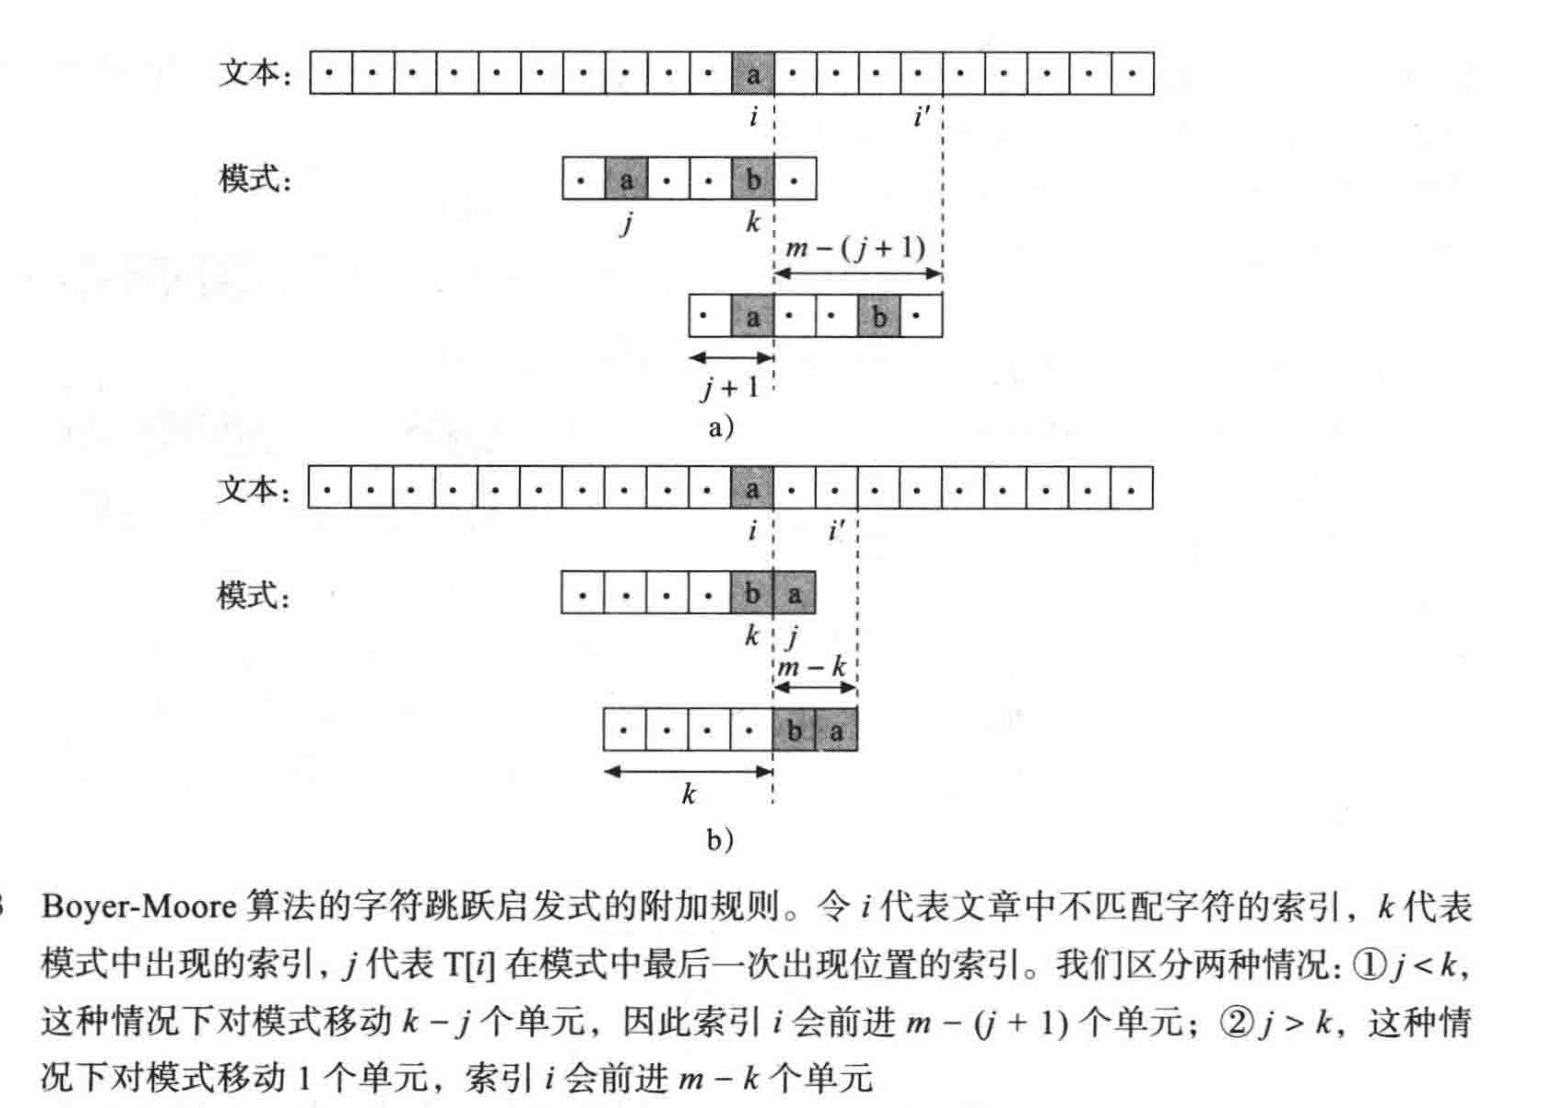 文本: · · · · · · · · · · a · · · · · · · · ·
i i′
模式: · a · · b ·
j k
m − (j + 1)
· a · · b ·
j + 1
a)
文本: · · · · · · · · · · a · · · · · · · · ·
i i′
模式: · · · · b a
k j
m − k
· · · · b a
k
b)
Boyer-Moore 算法的字符跳跃启发式的附加规则。令 i 代表文章中不匹配字符的索引，k 代表
模式中出现的索引，j 代表 T[i] 在模式中最后一次出现位置的索引。我们区分两种情况：① j < k，
这种情况下对模式移动 k − j 个单元，因此索引 i 会前进 m − (j + 1) 个单元；② j > k，这种情
况下对模式移动 1 个单元，索引 i 会前进 m − k 个单元